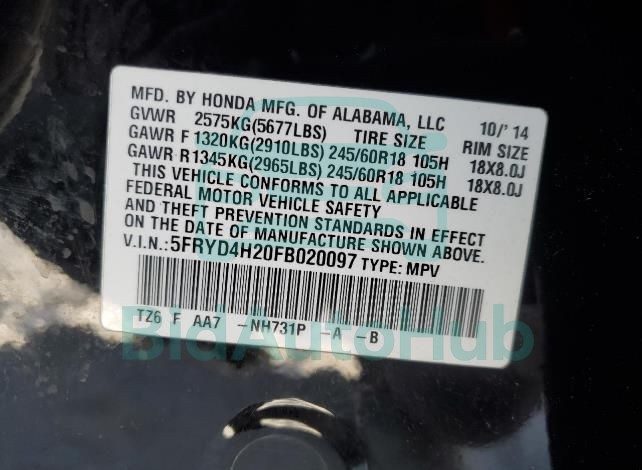 MFD. BY HONDA MFG. OF ALABAMA, LLC 10/'14
GVWR 2575KG(5677LBS) TIRE SIZE RIM SIZE
GAWR F 1320KG(2910LBS) 245/60R18 105H 18X8.0J
GAWR R 1345KG(2965LBS) 245/60R18 105H 18X8.0J
THIS VEHICLE CONFORMS TO ALL APPLICABLE
FEDERAL MOTOR VEHICLE SAFETY
AND THEFT PREVENTION STANDARDS IN EFFECT
ON THE DATE OF MANUFACTURE SHOWN ABOVE.
V.I.N.:5FRYD4H20FB020097 TYPE: MPV
TZ6 F AA7 -NH731P -A -B
BidAutoHub